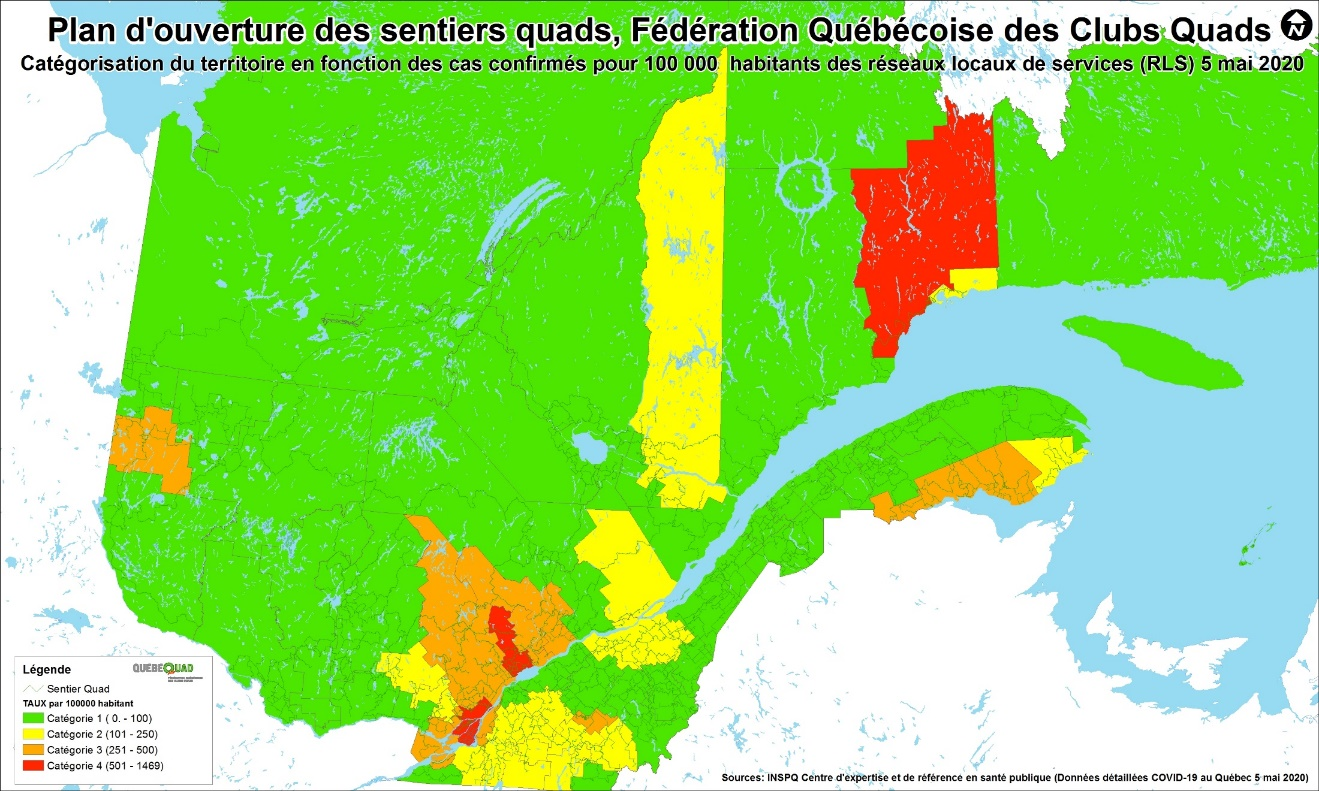 Plan d'ouverture des sentiers quads, Fédération Québécoise des Clubs Quads
N
Catégorisation du territoire en fonction des cas confirmés pour 100 000 habitants des réseaux locaux de services (RLS) 5 mai 2020
Légende
QUEBEQUAD
Sentier Quad
TAUX par 100000 habitant
Catégorie 1 ( 0. - 100)
Catégorie 2 (101 - 250)
Catégorie 3 (251 - 500)
Catégorie 4 (501 - 1469)
Sources: INSPQ Centre d'expertise et de référence en santé publique (Données détaillées COVID-19 au Québec 5 mai 2020)